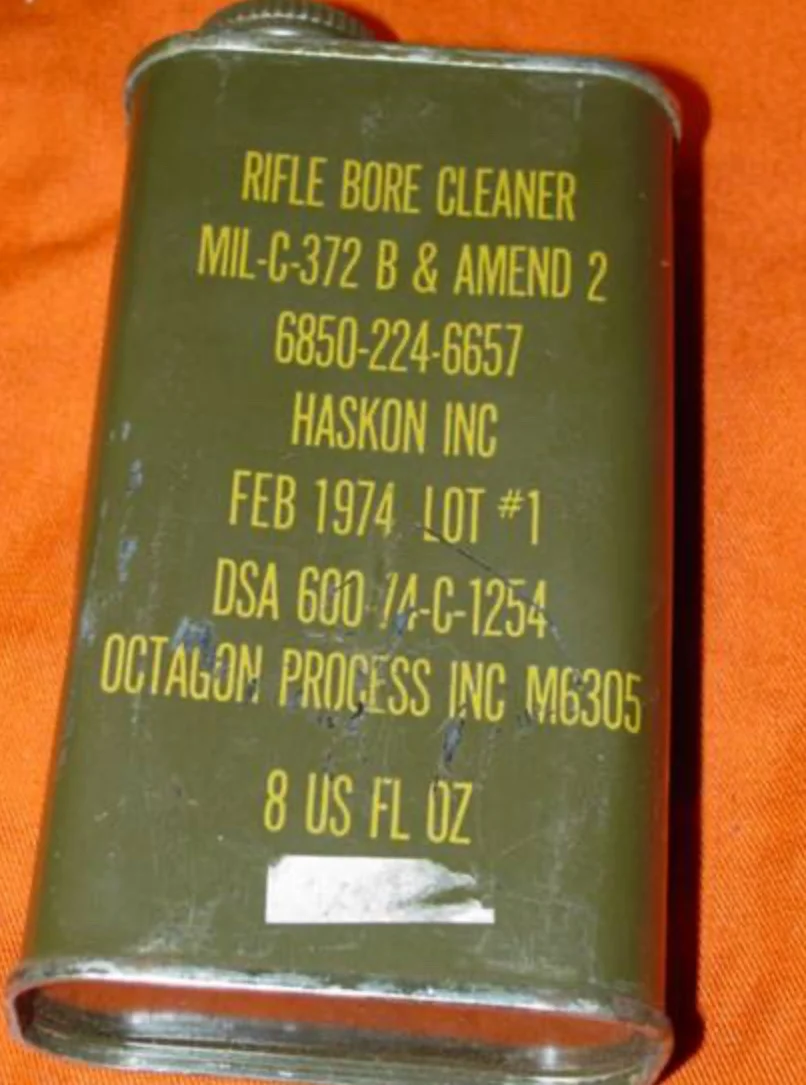 RIFLE BORE CLEANER
MIL-C-372 B & AMEND 2
6850-224-6657
HASKON INC
FEB 1974 LOT #1
DSA 600-74-C-1254
OCTAGON PROCESS INC M6305
8 US FL OZ